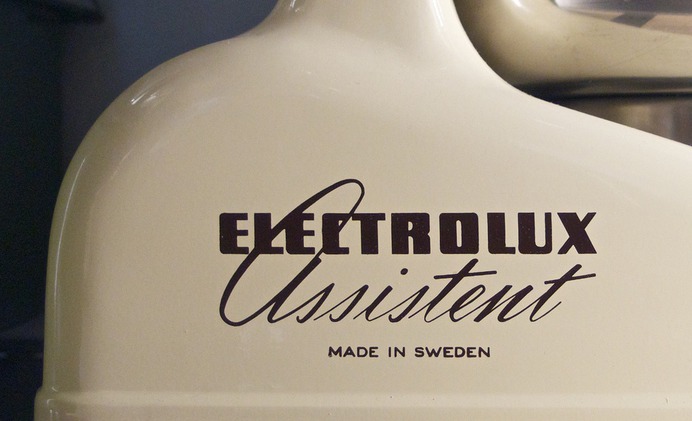 ELECTROLUX
Assistent
MADE IN SWEDEN